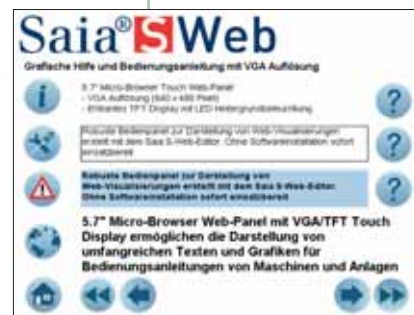 Saia® SWeb
Grafische Hilfe und Bedienungsanleitung mit VGA Auflösung
5.7" Micro-Browser Touch Web-Panel
- VGA Auflösung (640 x 480 Pixel)
- Brillantes TFT Display mit LED Hintergrundbeleuchtung
Robuste Bedienpanel zur Darstellung von Web-Visualisierungen
erstellt mit dem Saia S-Web-Editor. Ohne Softwareinstallation sofort
einsatzbereit
Robuste Bedienpanel zur Darstellung von
Web-Visualisierungen erstellt mit dem Saia S-Web-Editor.
Ohne Softwareinstallation sofort einsatzbereit
5.7" Micro-Browser Web-Panel mit VGA/TFT Touch
Display ermöglichen die Darstellung von
umfangreichen Texten und Grafiken für
Bedienungsanleitungen von Maschinen und Anlagen